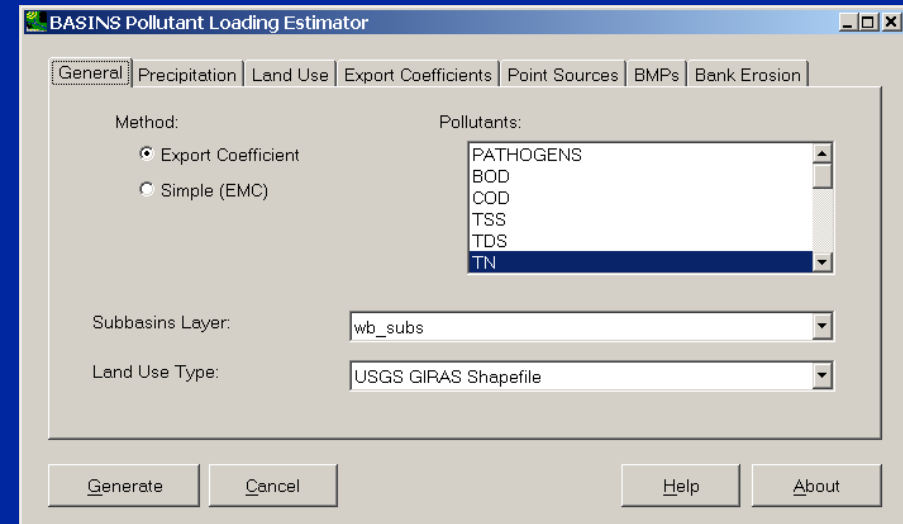 BASINS Pollutant Loading Estimator
General Precipitation Land Use Export Coefficients Point Sources BMPs Bank Erosion
Method:
Export Coefficient
Simple (EMC)
Pollutants:
PATHOGENS
BOD
COD
TSS
TDS
TN
Subbasins Layer:
wb_subs
Land Use Type:
USGS GIRAS Shapefile
Generate Cancel Help About